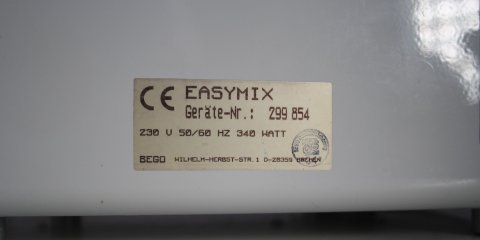 CE EASYMIX
Geräte-Nr.: 299 854
230 V 50/60 HZ 340 WATT
BEGO WILHELM-HERBST-STR.1 D-28359 BREMEN